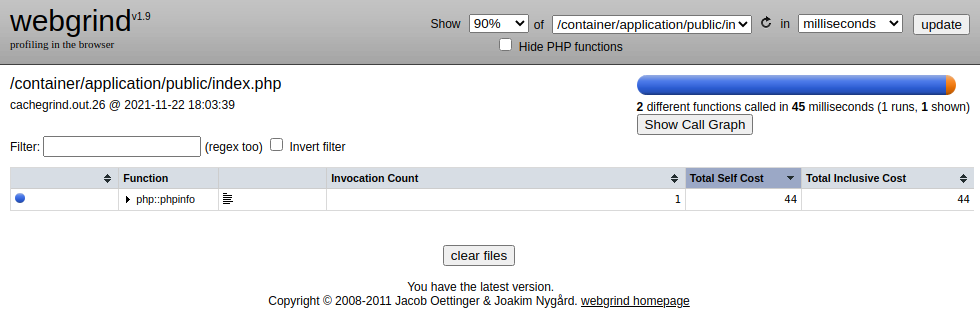 webgrind v1.9
profiling in the browser
Show 90% of /container/application/public/in in milliseconds update
Hide PHP functions
/container/application/public/index.php
cachegrind.out.26 @ 2021-11-22 18:03:39
2 different functions called in 45 milliseconds (1 runs, 1 shown)
Show Call Graph
Filter: (regex too) Invert filter
Function Invocation Count Total Self Cost Total Inclusive Cost
php::phpinfo 1 44 44
clear files
You have the latest version.
Copyright © 2008-2011 Jacob Oettinger & Joakim Nygård. webgrind homepage